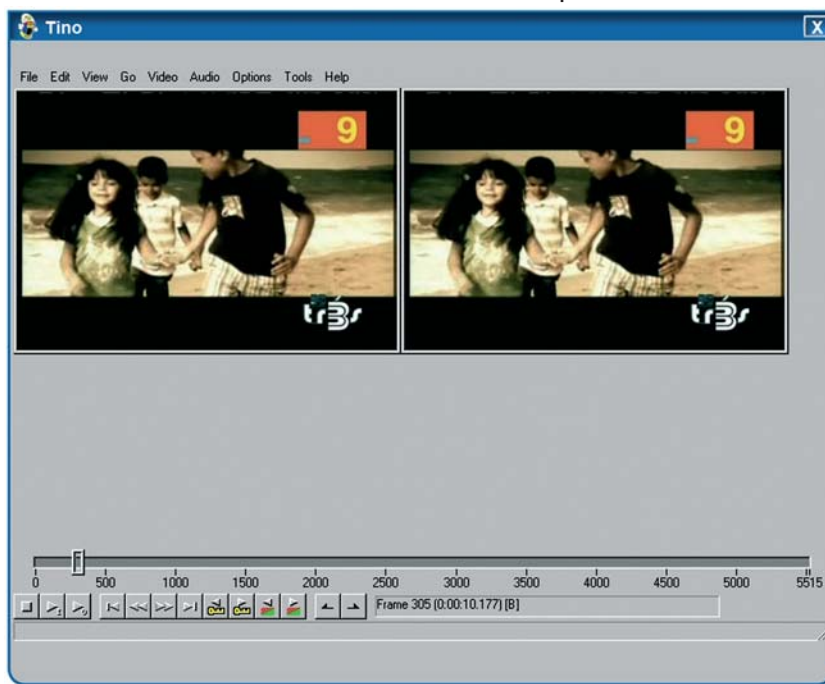 Tino
X
File Edit View Go Video Audio Options Tools Help
9
9
tr3s
tr3s
0 500 1000 1500 2000 2500 3000 3500 4000 4500 5000 5515
Frame 305 (0:00:10.177) [B]